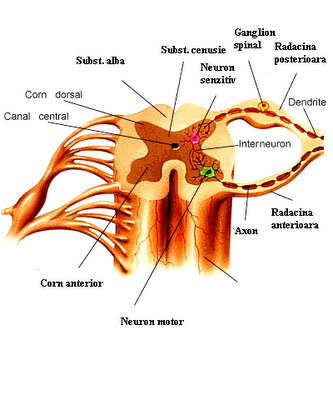 Ganglion
spinal
Radacina
posterioara
Subst. cenusie
Subst. alba
Neuron
senzitiv
Corn dorsal
Dendrite
Canal central
Interneuron
Radacina
anterioara
Axon
Corn anterior
Neuron motor